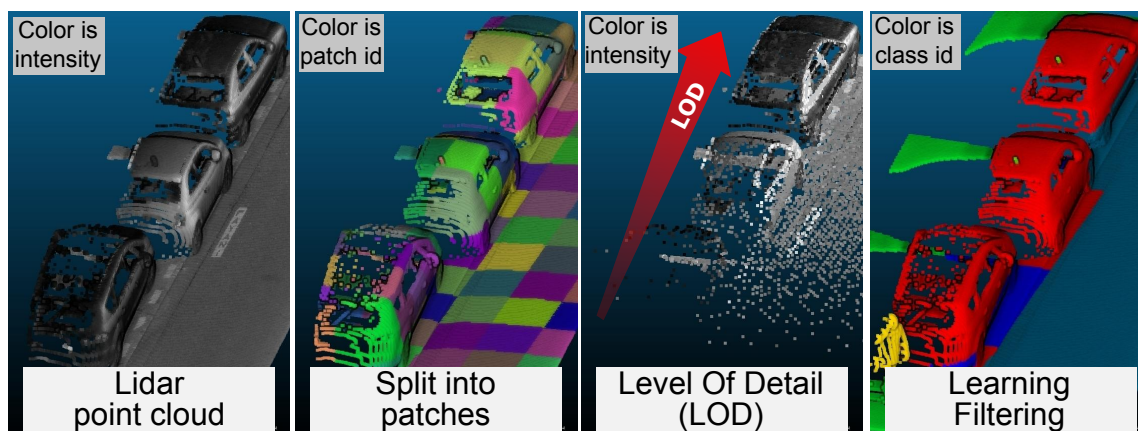 Color is
intensity
Lidar
point cloud
Color is
patch id
Split into
patches
Color is
intensity
LOD
Level Of Detail
(LOD)
Color is
class id
Learning
Filtering